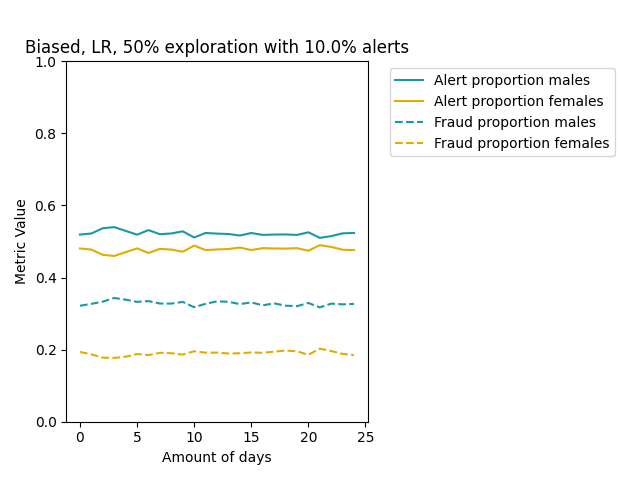 Biased, LR, 50% exploration with 10.0% alerts
1.0
0.8
0.6
0.4
0.2
0.0
Metric Value
0
5
10
15
20
25
Amount of days
Alert proportion males
Alert proportion females
Fraud proportion males
Fraud proportion females